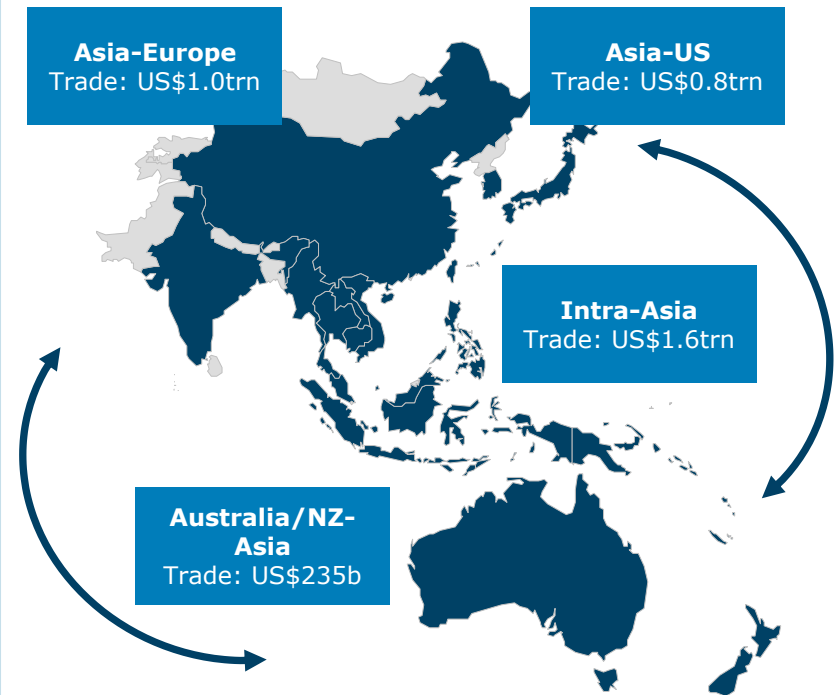 Asia-Europe
Trade: US$1.0trn
Asia-US
Trade: US$0.8trn
Intra-Asia
Trade: US$1.6trn
Australia/NZ-
Asia
Trade: US$235b